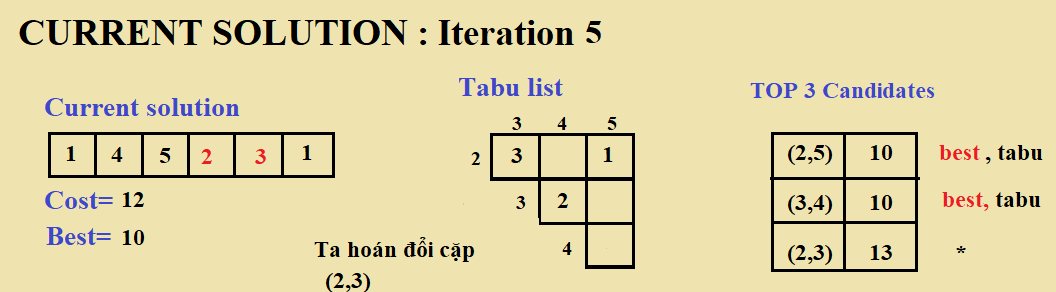 CURRENT SOLUTION : Iteration 5
Current solution
1 4 5 2 3 1
Cost= 12
Best= 10
Ta hoán đổi cặp
(2,3)
Tabu list
3 4 5
2 3 1
3 2
4
TOP 3 Candidates
(2,5) 10 best , tabu
(3,4) 10 best, tabu
(2,3) 13 *